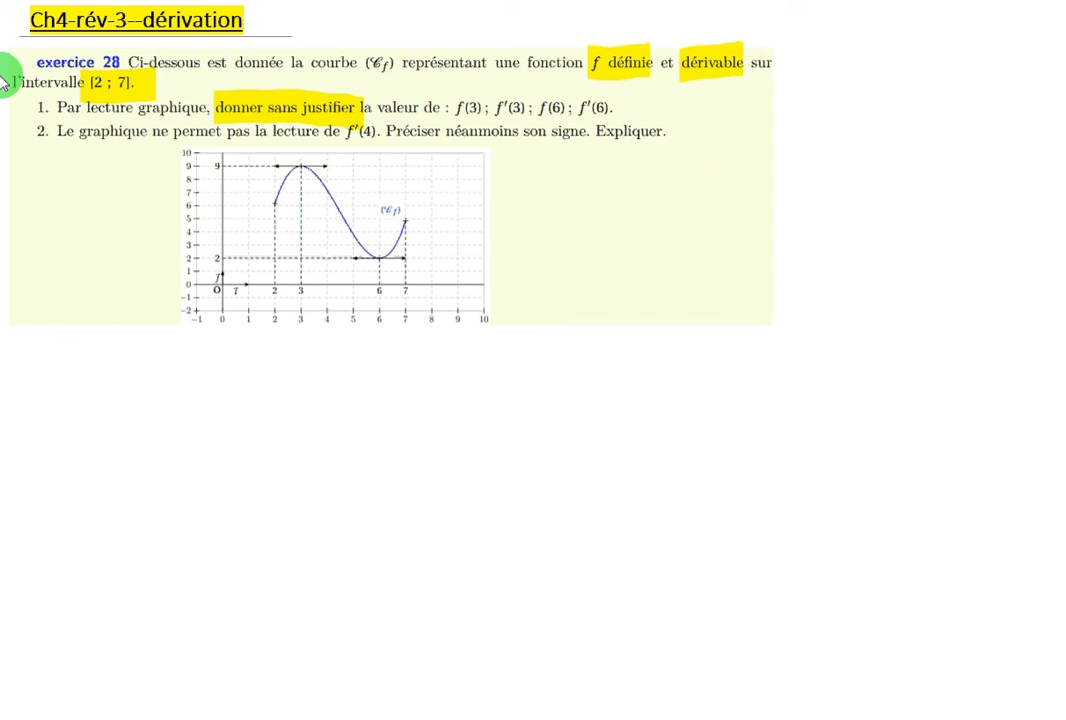 Ch4-rév-3--dérivation
exercice 28 Ci-dessous est donnée la courbe (𝒞f) représentant une fonction f définie et dérivable sur
l'intervalle [2 ; 7].
1. Par lecture graphique, donner sans justifier la valeur de : f(3) ; f′(3) ; f(6) ; f′(6).
2. Le graphique ne permet pas la lecture de f′(4). Préciser néanmoins son signe. Expliquer.
10
9 9
8
7
6
(𝒞f)
5
4
3
2 2
1
0
O 2 3 6 7
−1
−2
−1 0 1 2 3 4 5 6 7 8 9 10